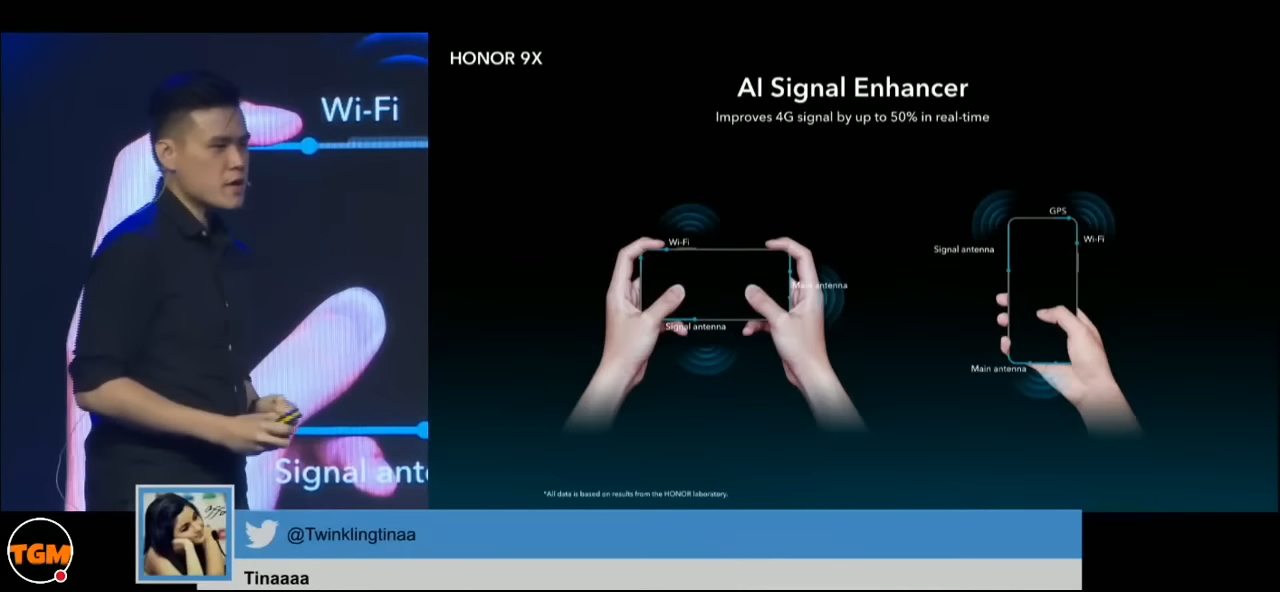 Wi-Fi
Signal ante
HONOR 9X
AI Signal Enhancer
Improves 4G signal by up to 50% in real-time
Wi-Fi
Main antenna
Signal antenna
GPS
Signal antenna
Wi-Fi
Main antenna
*All data is based on results from the HONOR laboratory.
TGM
@Twinklingtinaa
Tinaaaa